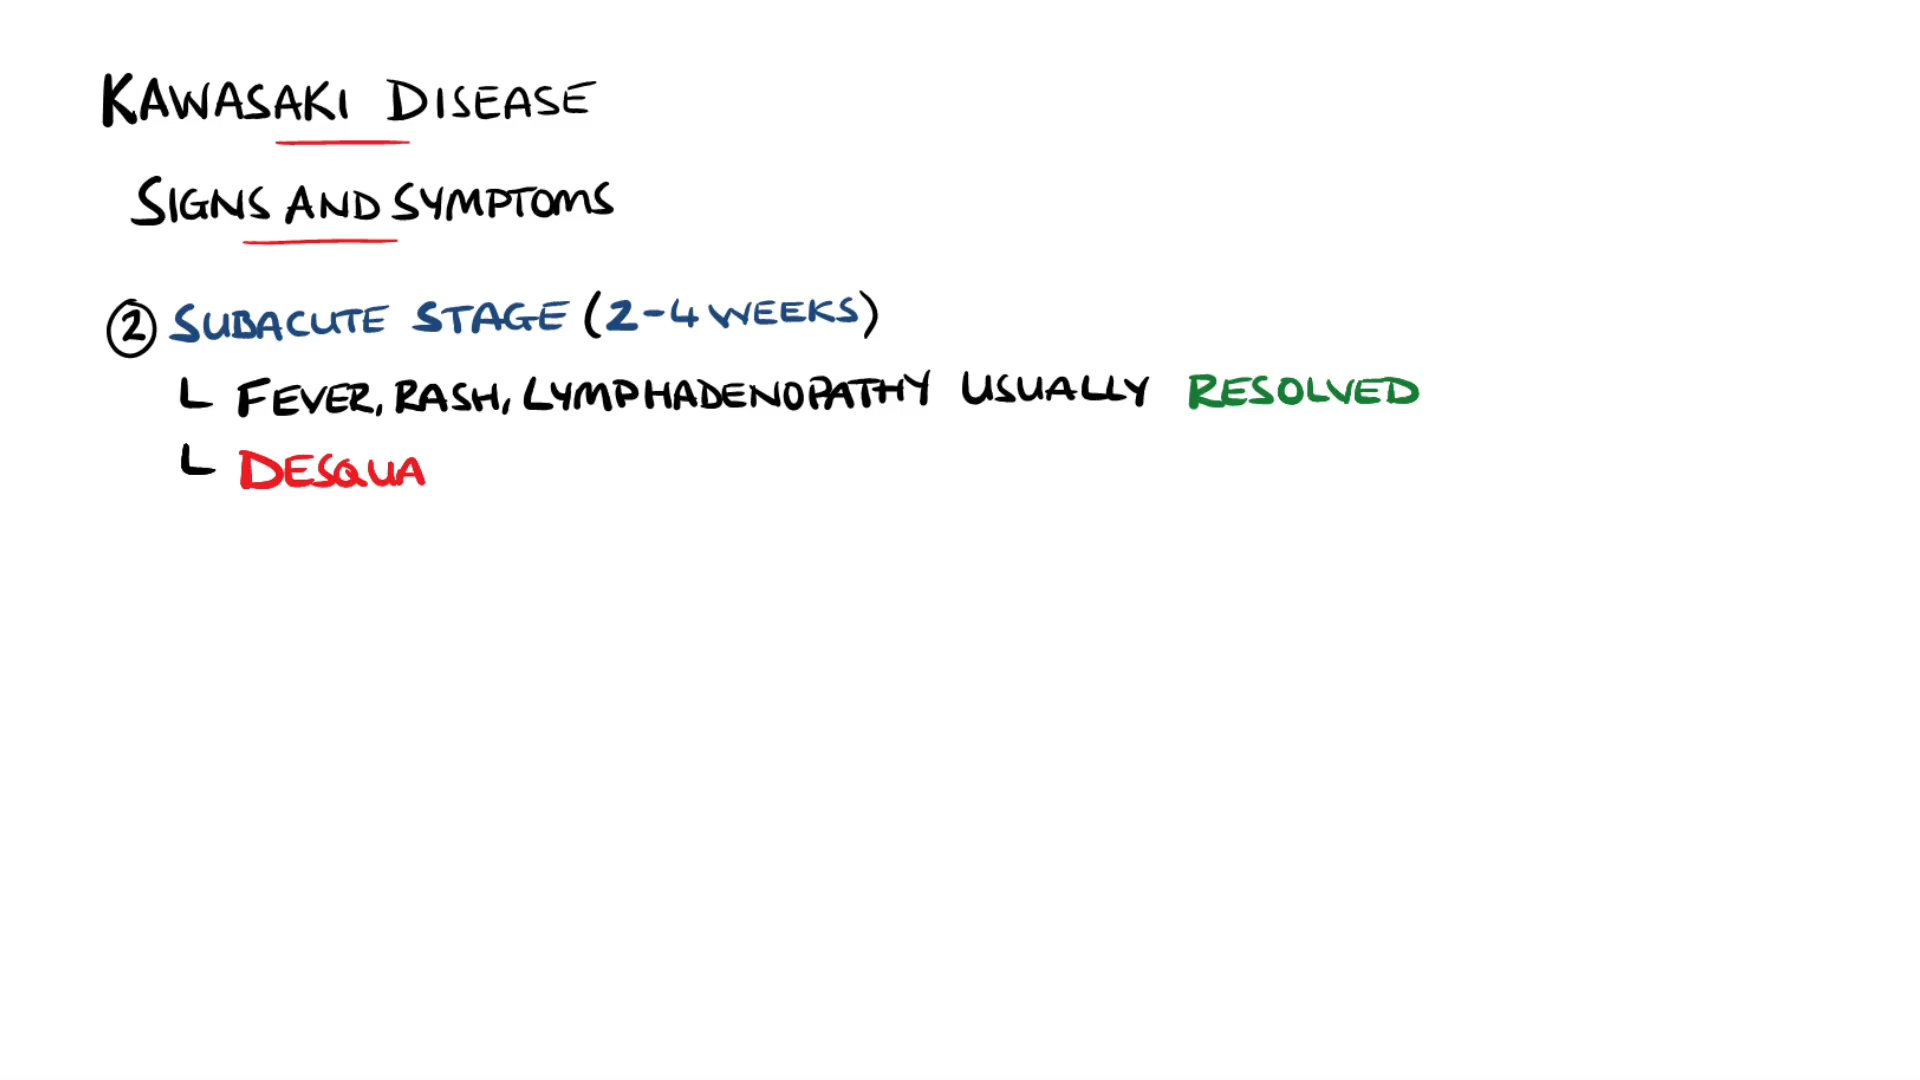 KAWASAKI DISEASE
SIGNS AND SYMPTOMS
② SUBACUTE STAGE (2-4 WEEKS)
FEVER, RASH, LYMPHADENOPATHY USUALLY RESOLVED
DESQUA